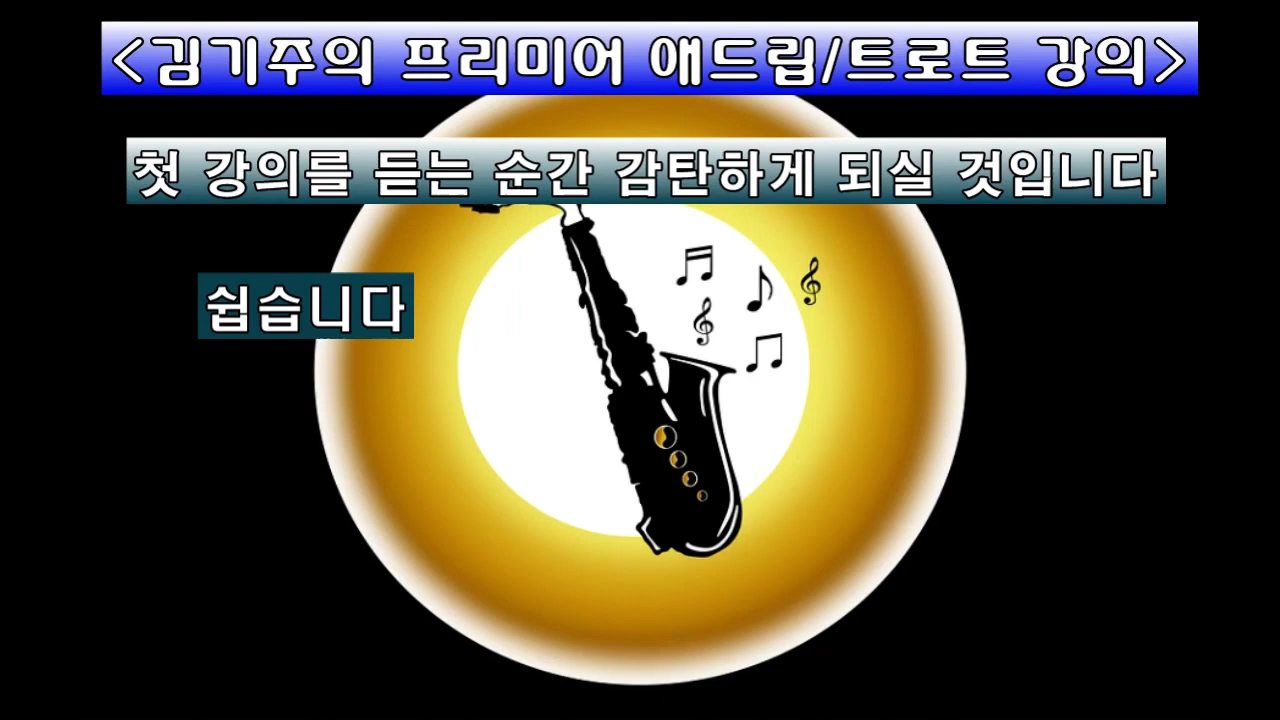 <김기주의 프리미어 애드립/트로트 강의>
첫 강의를 듣는 순간 감탄하게 되실 것입니다
쉽습니다